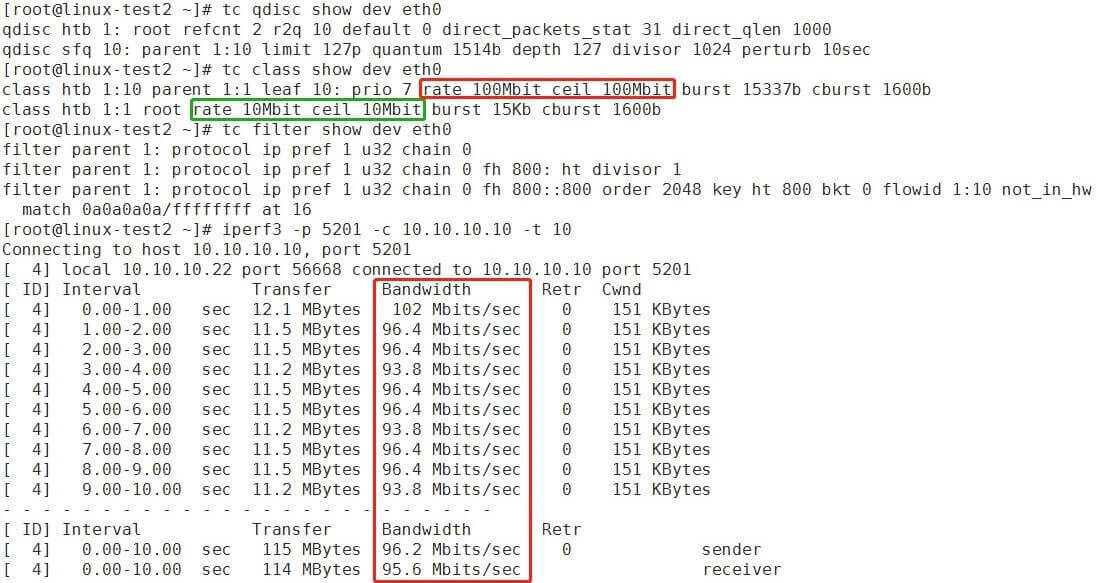 [root@linux-test2 ~]# tc qdisc show dev eth0
qdisc htb 1: root refcnt 2 r2q 10 default 0 direct_packets_stat 31 direct_qlen 1000
qdisc sfq 10: parent 1:10 limit 127p quantum 1514b depth 127 divisor 1024 perturb 10sec
[root@linux-test2 ~]# tc class show dev eth0
class htb 1:10 parent 1:1 leaf 10: prio 7 rate 100Mbit ceil 100Mbit burst 15337b cburst 1600b
class htb 1:1 root rate 10Mbit ceil 10Mbit burst 15Kb cburst 1600b
[root@linux-test2 ~]# tc filter show dev eth0
filter parent 1: protocol ip pref 1 u32 chain 0
filter parent 1: protocol ip pref 1 u32 chain 0 fh 800: ht divisor 1
filter parent 1: protocol ip pref 1 u32 chain 0 fh 800::800 order 2048 key ht 800 bkt 0 flowid 1:10 not_in_hw
  match 0a0a0a0a/ffffffff at 16
[root@linux-test2 ~]# iperf3 -p 5201 -c 10.10.10.10 -t 10
Connecting to host 10.10.10.10, port 5201
[  4] local 10.10.10.22 port 56668 connected to 10.10.10.10 port 5201
[ ID] Interval           Transfer     Bandwidth       Retr  Cwnd
[  4]   0.00-1.00   sec  12.1 MBytes   102 Mbits/sec    0    151 KBytes
[  4]   1.00-2.00   sec  11.5 MBytes  96.4 Mbits/sec    0    151 KBytes
[  4]   2.00-3.00   sec  11.5 MBytes  96.4 Mbits/sec    0    151 KBytes
[  4]   3.00-4.00   sec  11.2 MBytes  93.8 Mbits/sec    0    151 KBytes
[  4]   4.00-5.00   sec  11.5 MBytes  96.4 Mbits/sec    0    151 KBytes
[  4]   5.00-6.00   sec  11.5 MBytes  96.4 Mbits/sec    0    151 KBytes
[  4]   6.00-7.00   sec  11.2 MBytes  93.8 Mbits/sec    0    151 KBytes
[  4]   7.00-8.00   sec  11.5 MBytes  96.4 Mbits/sec    0    151 KBytes
[  4]   8.00-9.00   sec  11.5 MBytes  96.4 Mbits/sec    0    151 KBytes
[  4]   9.00-10.00  sec  11.2 MBytes  93.8 Mbits/sec    0    151 KBytes
- - - - - - - - - - - - - - - - - - - - - - - - -
[ ID] Interval           Transfer     Bandwidth       Retr
[  4]   0.00-10.00  sec   115 MBytes  96.2 Mbits/sec    0             sender
[  4]   0.00-10.00  sec   114 MBytes  95.6 Mbits/sec                  receiver